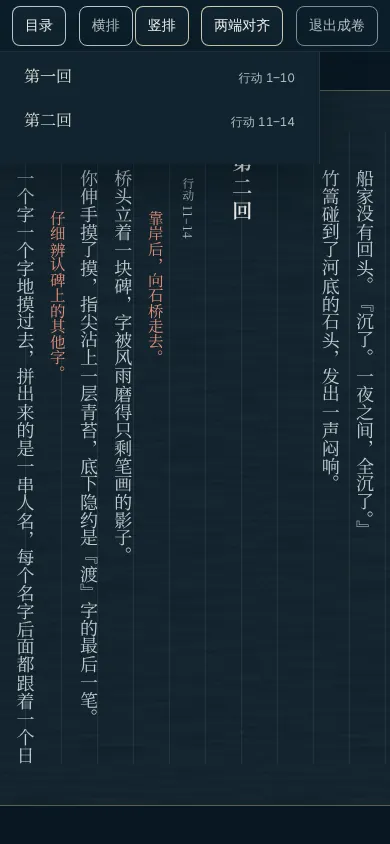 目录 横排 竖排 两端对齐 退出成卷
第一回 行动 1–10
第二回 行动 11–14
船家没有回头。『沉了。一夜之间，全沉了。』
竹篙碰到了河底的石头，发出一声闷响。
第二回
行动 11–14
靠岸后，向石桥走去。
桥头立着一块碑，字被风雨磨得只剩笔画的影子。
你伸手摸了摸，指尖沾上一层青苔，底下隐约是『渡』字的最后一笔。
仔细辨认碑上的其他字。
一个字一个字地摸过去，拼出来的是一串人名，每个名字后面都跟着一个日